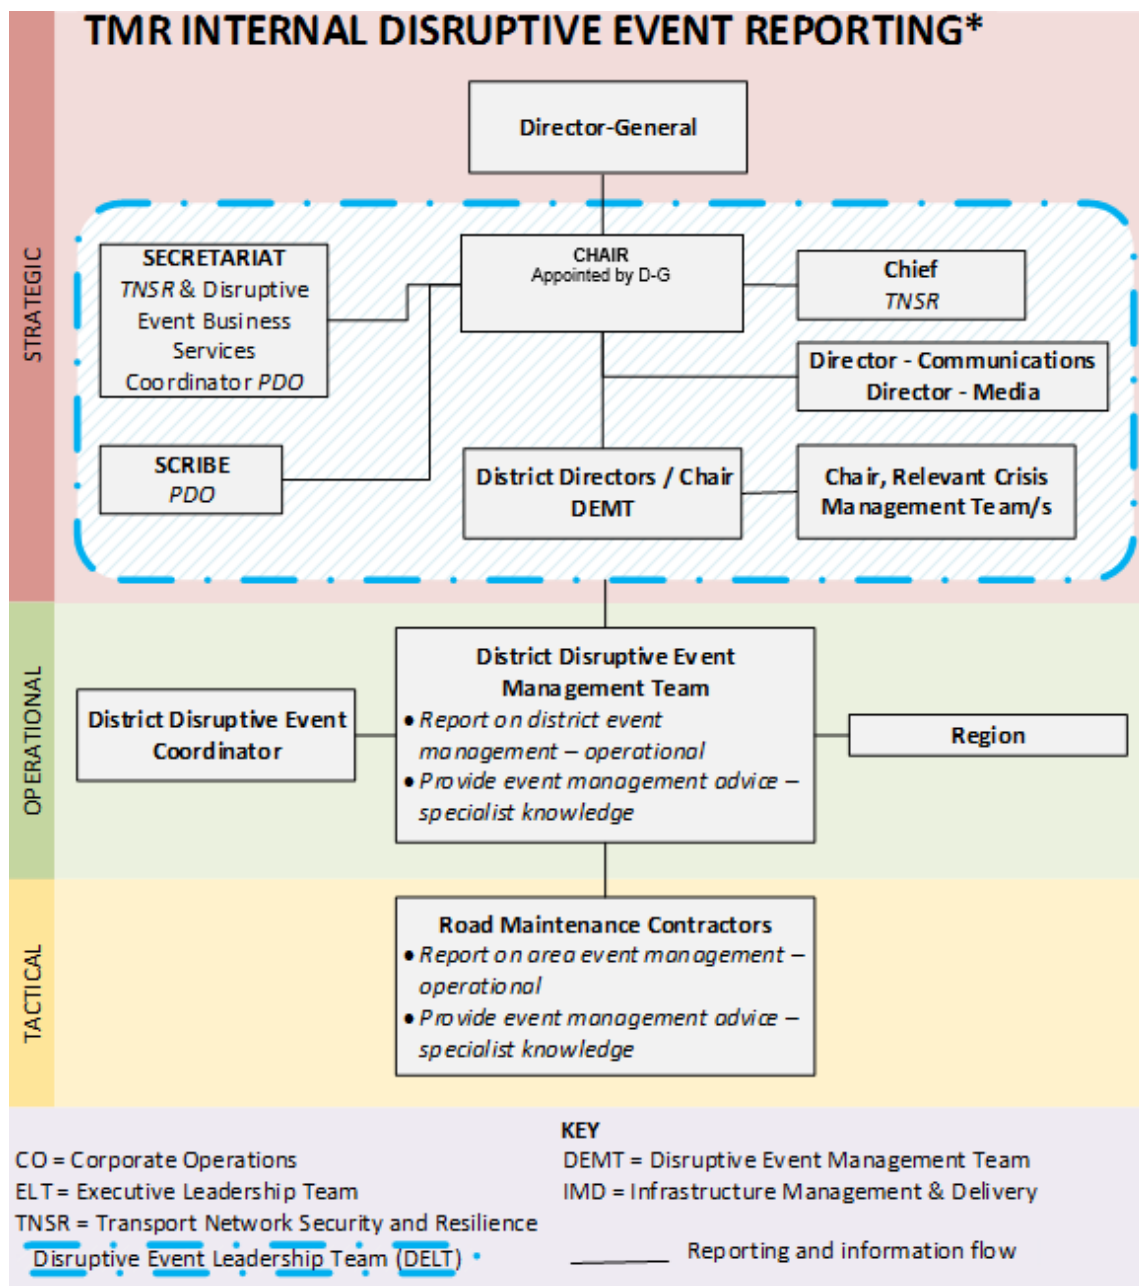 TMR INTERNAL DISRUPTIVE EVENT REPORTING*
STRATEGIC
Director-General
SECRETARIAT
TNSR & Disruptive
Event Business
Services
Coordinator PDO
CHAIR
Appointed by D-G
Chief
TNSR
Director - Communications
Director - Media
SCRIBE
PDO
District Directors / Chair
DEMT
Chair, Relevant Crisis
Management Team/s
OPERATIONAL
District Disruptive Event
Coordinator
District Disruptive Event
Management Team
• Report on district event
management – operational
• Provide event management advice –
specialist knowledge
Region
TACTICAL
Road Maintenance Contractors
• Report on area event management –
operational
• Provide event management advice –
specialist knowledge
KEY
CO = Corporate Operations
ELT = Executive Leadership Team
TNSR = Transport Network Security and Resilience
Disruptive Event Leadership Team (DELT)
DEMT = Disruptive Event Management Team
IMD = Infrastructure Management & Delivery
Reporting and information flow